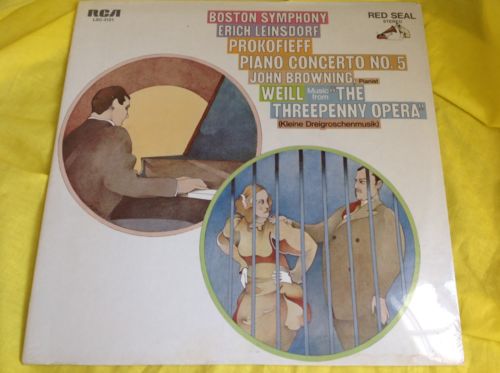 RCA
BOSTON SYMPHONY
RED SEAL
STEREO
ERICH LEINSDORF
PROKOFIEFF
PIANO CONCERTO NO. 5
JOHN BROWNING, Pianist
WEILL Music from "THE
THREEPENNY OPERA"
(Kleine Dreigroschenmusik)